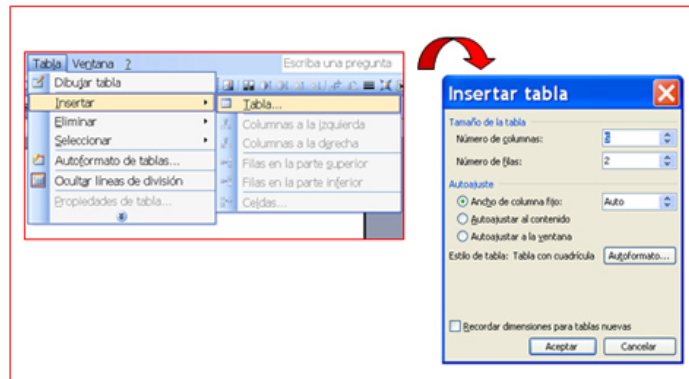 Tabla Ventana ?
Escriba una pregunta
Dibujar tabla
Insertar
Eliminar
Seleccionar
Autoformato de tablas...
Ocultar líneas de división
Propiedades de tabla...
Tabla...
Columnas a la izquierda
Columnas a la derecha
Filas en la parte superior
Filas en la parte inferior
Celdas...
Insertar tabla
Tamaño de la tabla
Número de columnas:
Número de filas: 2
Autoajuste
Ancho de columna fijo: Auto
Autoajustar al contenido
Autoajustar a la ventana
Estilo de tabla: Tabla con cuadrícula Autoformato...
Recordar dimensiones para tablas nuevas
Aceptar Cancelar